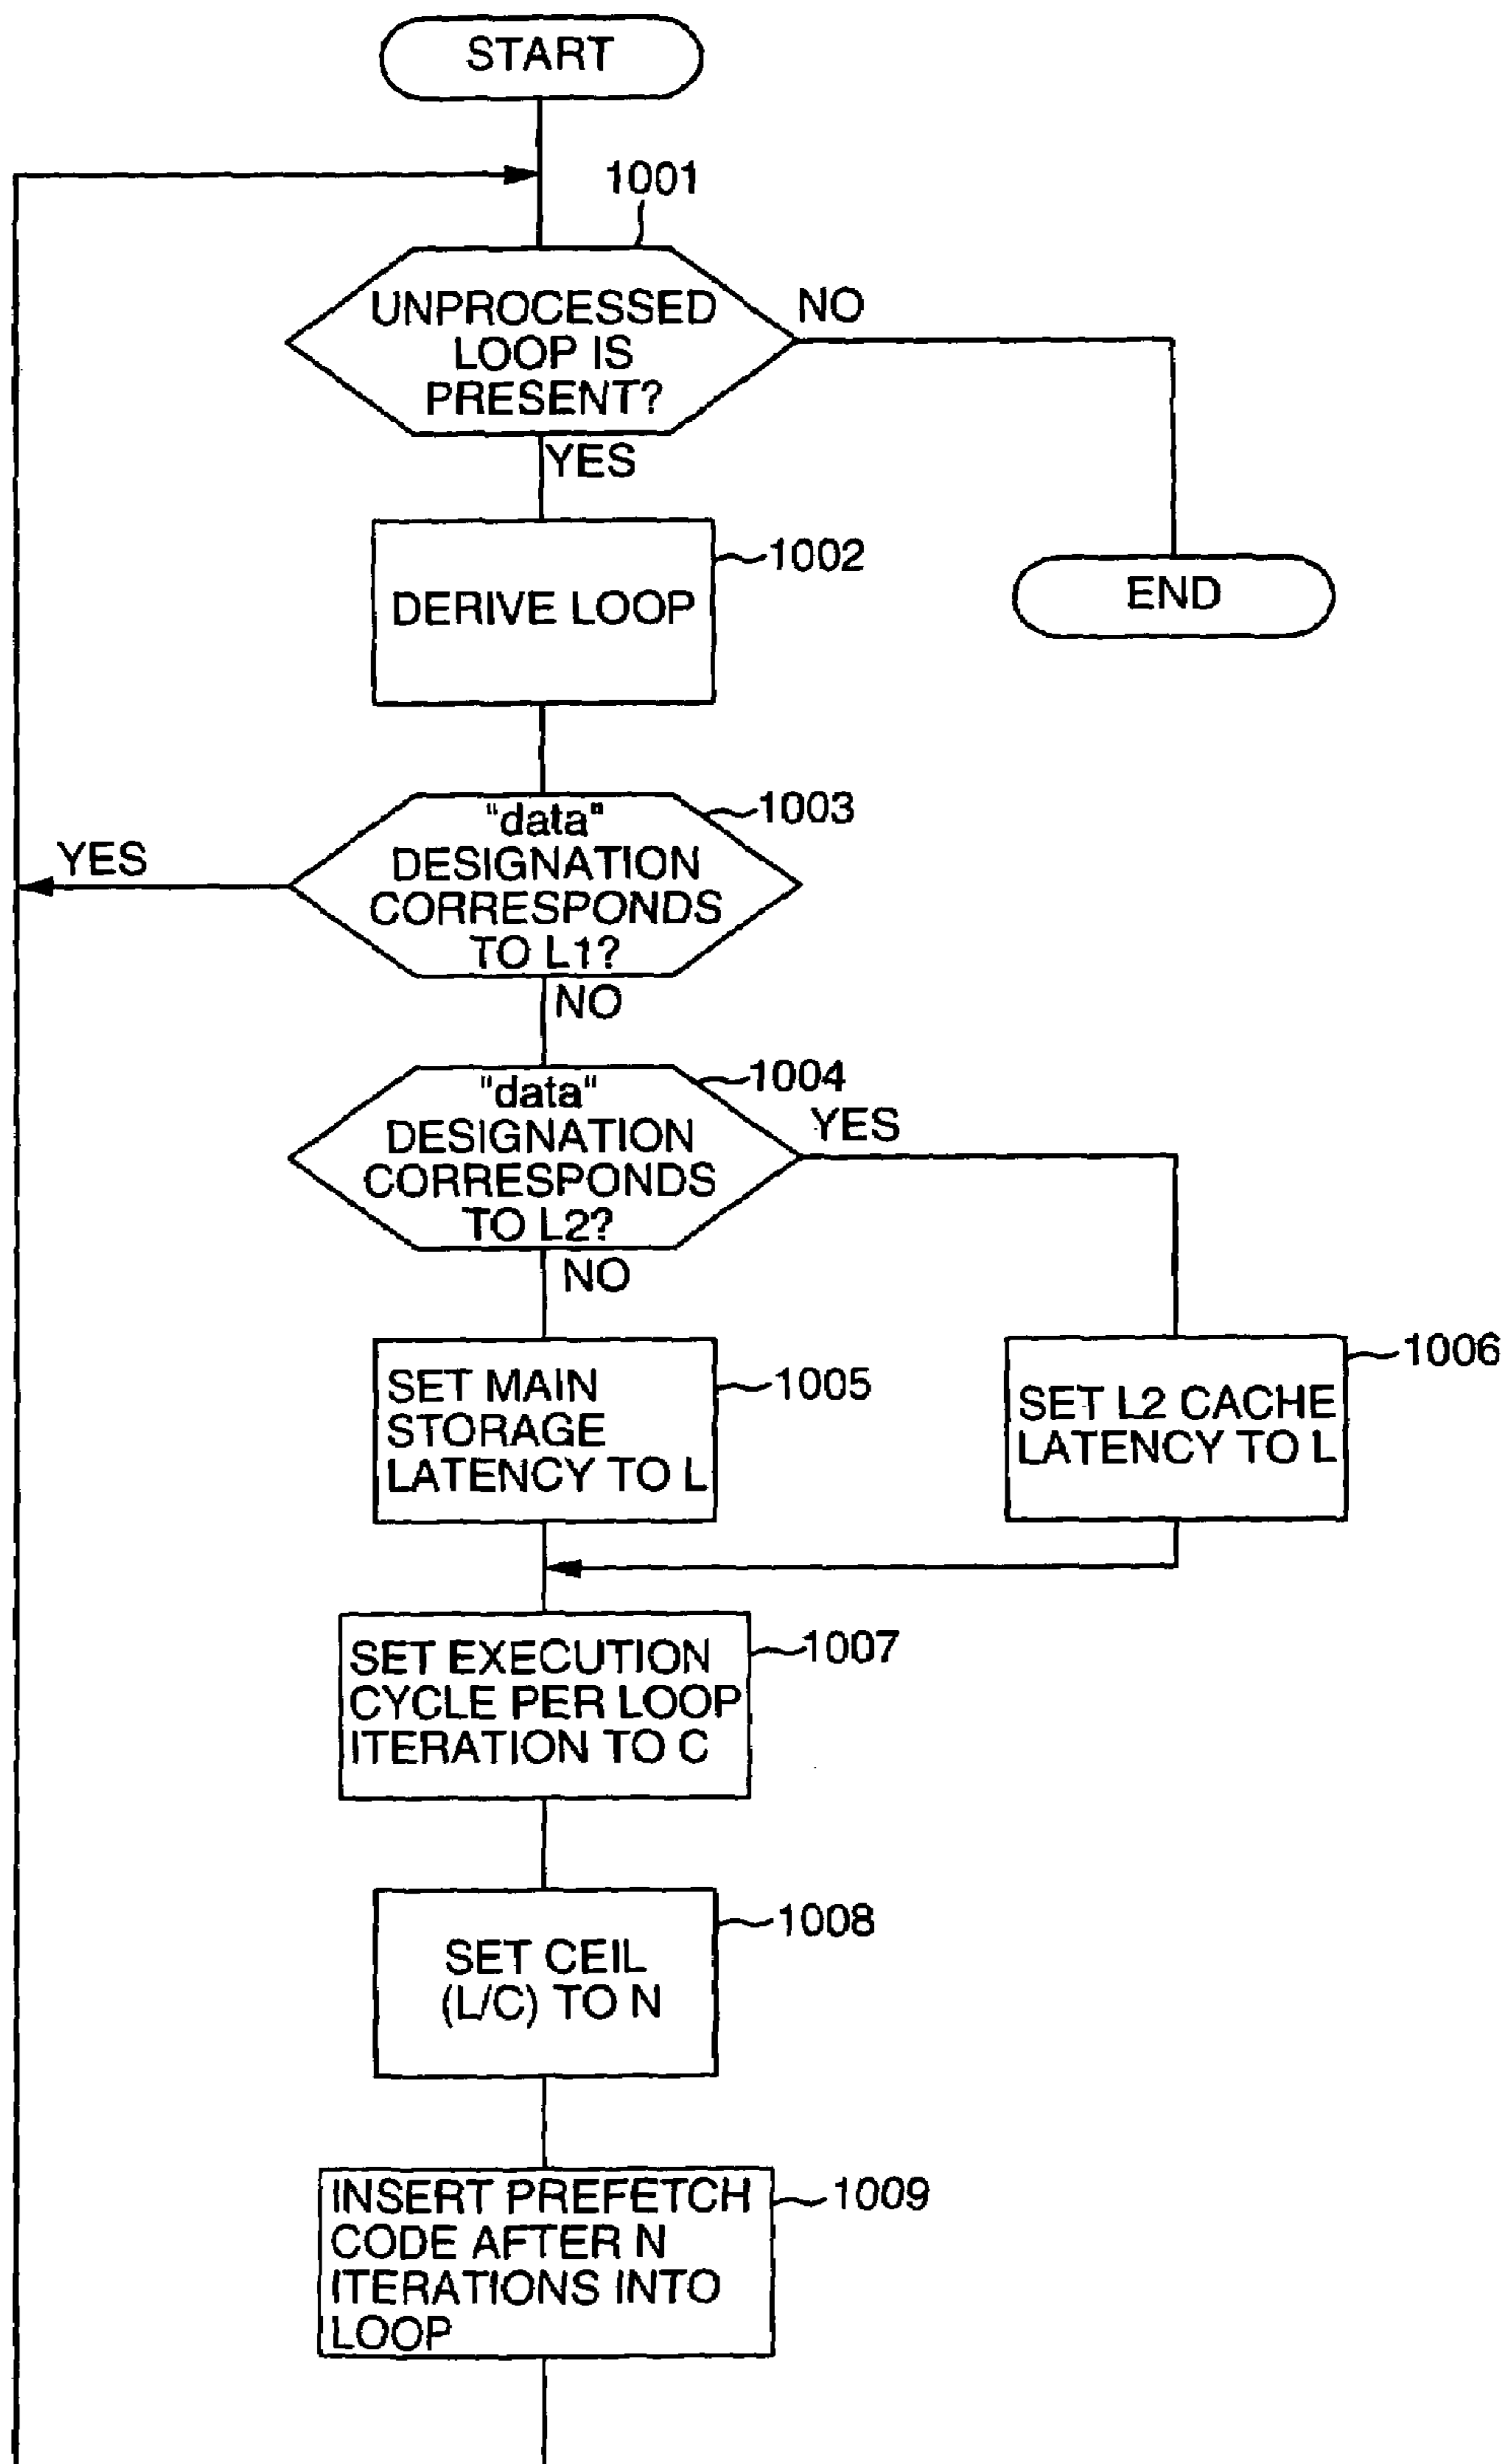 START
1001
UNPROCESSED
LOOP IS
PRESENT?
NO
YES
1002
DERIVE LOOP
END
"data"
DESIGNATION
CORRESPONDS
TO L1?
1003
YES
NO
"data"
DESIGNATION
CORRESPONDS
TO L2?
1004
YES
NO
SET MAIN
STORAGE
LATENCY TO L
1005
SET L2 CACHE
LATENCY TO L
1006
SET EXECUTION
CYCLE PER LOOP
ITERATION TO C
1007
SET CEIL
(L/C) TO N
1008
INSERT PREFETCH
CODE AFTER N
ITERATIONS INTO
LOOP
1009